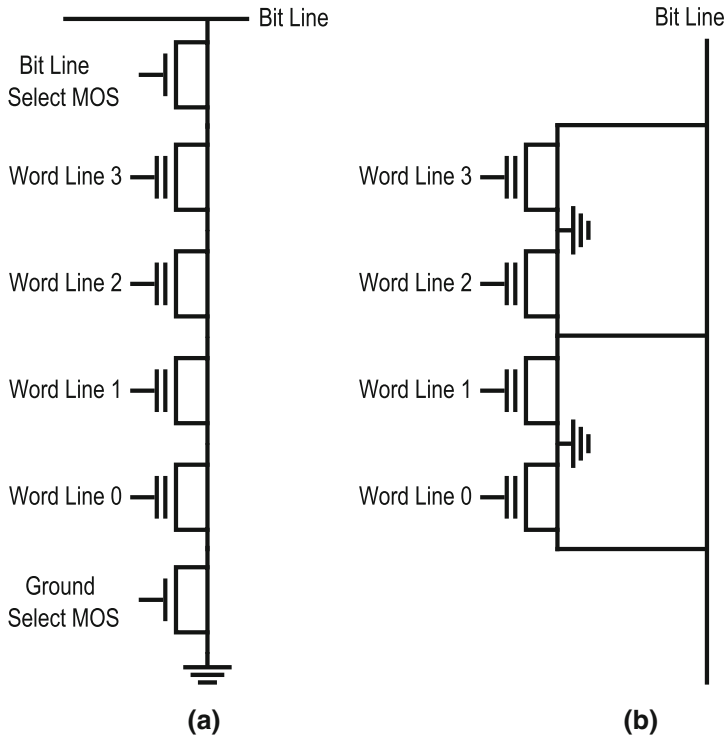 Bit Line
Bit Line
Select MOS
Word Line 3
Word Line 2
Word Line 1
Word Line 0
Ground
Select MOS
(a)
Bit Line
Word Line 3
Word Line 2
Word Line 1
Word Line 0
(b)